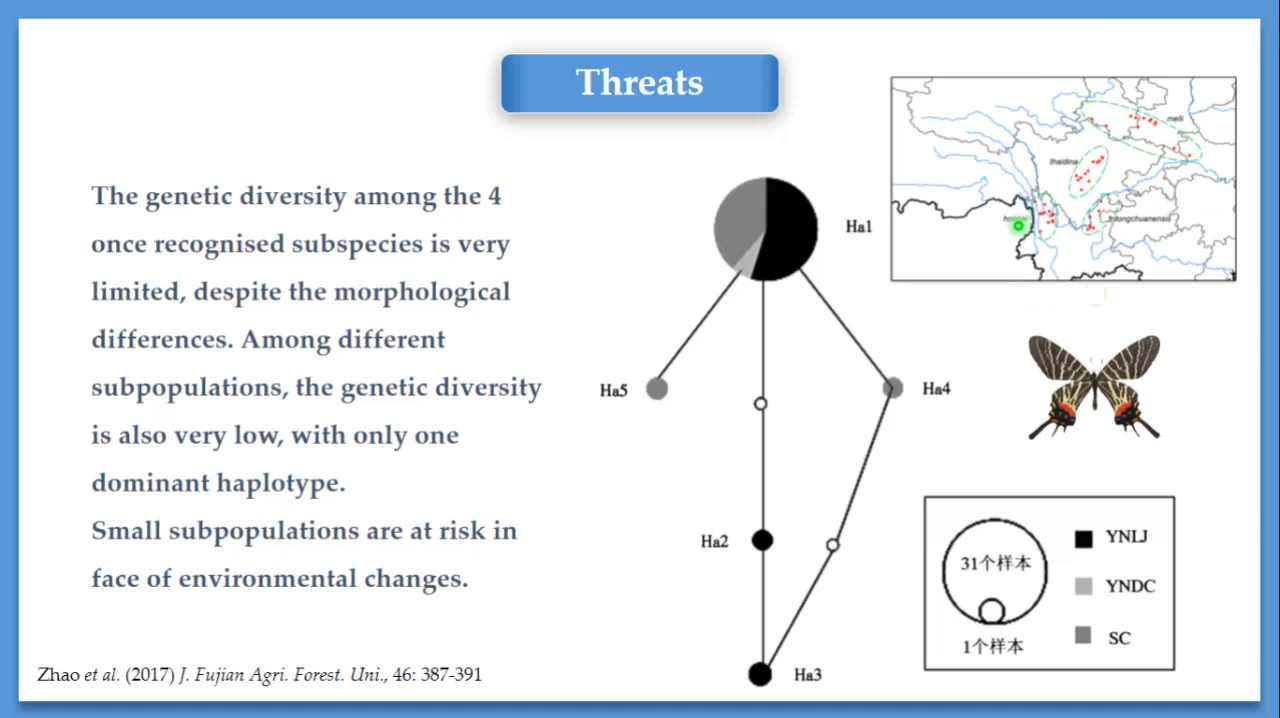 Threats
The genetic diversity among the 4
once recognised subspecies is very
limited, despite the morphological
differences. Among different
subpopulations, the genetic diversity
is also very low, with only one
dominant haplotype.
Small subpopulations are at risk in
face of environmental changes.
Zhao et al. (2017) J. Fujian Agri. Forest. Uni., 46: 387-391
Ha1
Ha5
Ha4
Ha2
Ha3
melli
thaidina
dongchuanensis
31个样本
1个样本
YNLJ
YNDC
SC